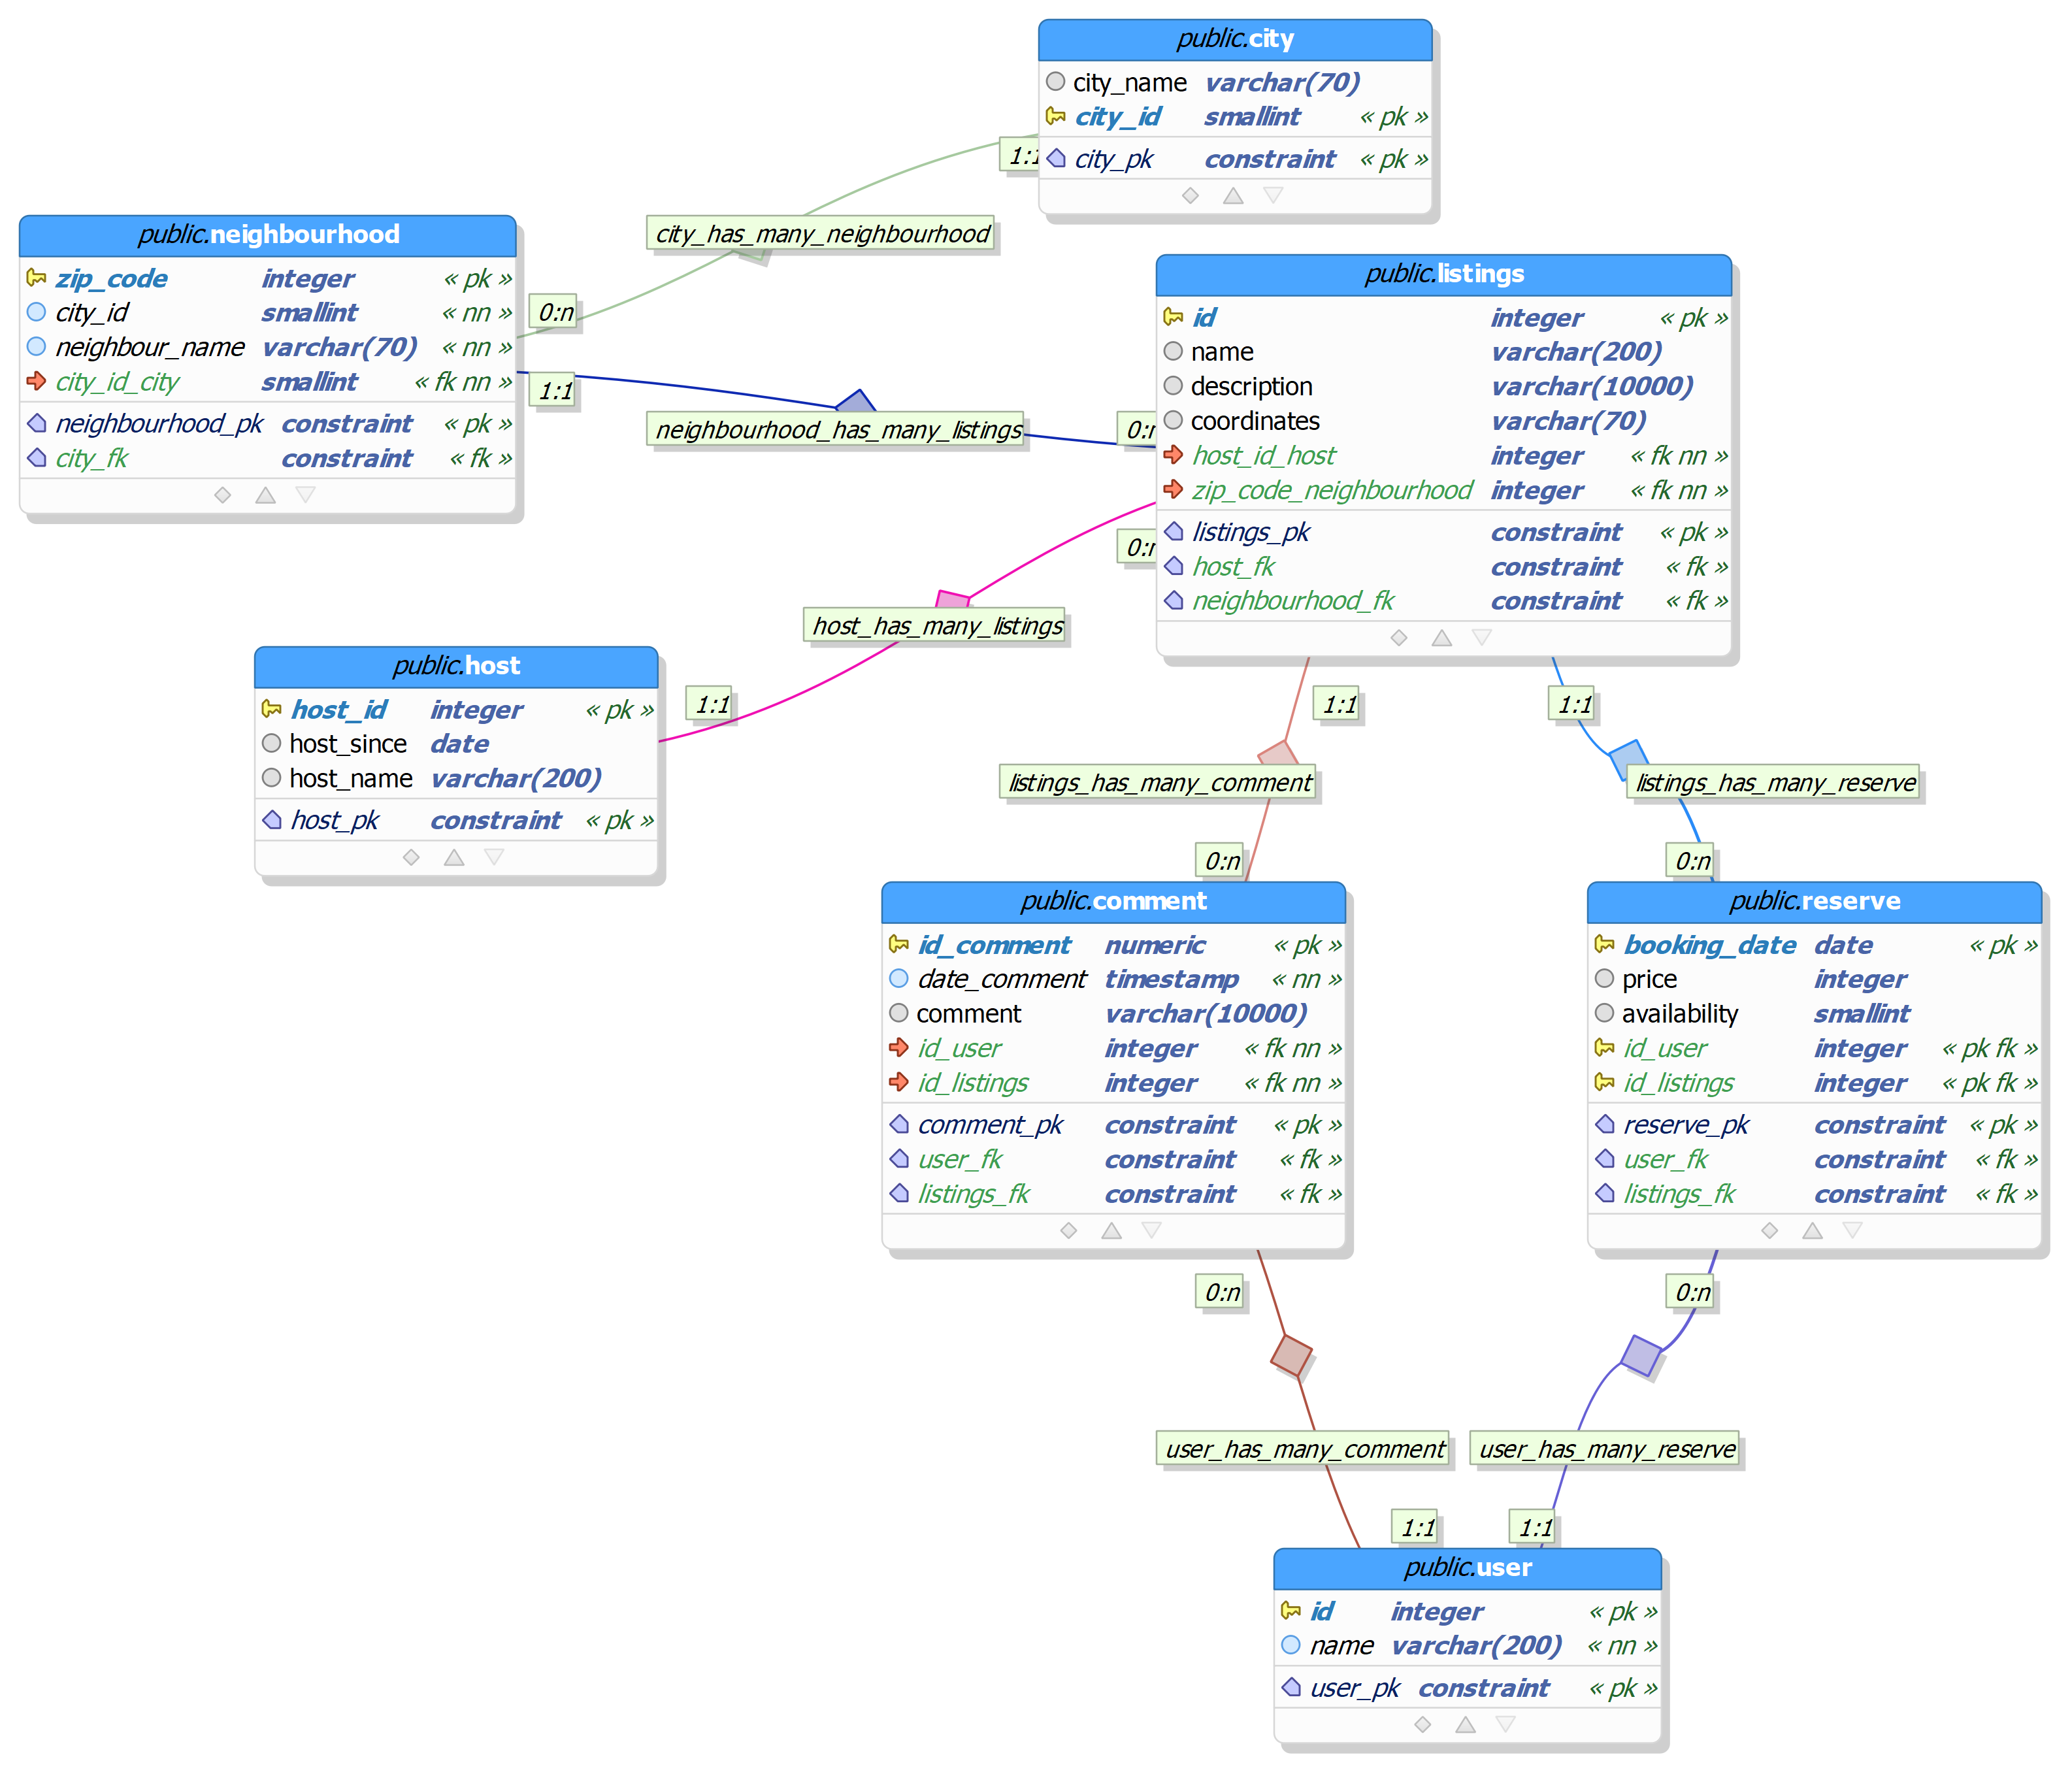 public.city
city_name varchar(70)
city_id smallint « pk »
city_pk constraint « pk »
1:1
city_has_many_neighbourhood
public.neighbourhood
zip_code integer « pk »
city_id smallint « nn »
neighbour_name varchar(70) « nn »
city_id_city smallint « fk nn »
neighbourhood_pk constraint « pk »
city_fk constraint « fk »
0:n
1:1
neighbourhood_has_many_listings
0:n
public.listings
id integer « pk »
name varchar(200)
description varchar(10000)
coordinates varchar(70)
host_id_host integer « fk nn »
zip_code_neighbourhood integer « fk nn »
listings_pk constraint « pk »
host_fk constraint « fk »
neighbourhood_fk constraint « fk »
0:n
host_has_many_listings
1:1
public.host
host_id integer « pk »
host_since date
host_name varchar(200)
host_pk constraint « pk »
1:1
1:1
listings_has_many_comment
listings_has_many_reserve
0:n
0:n
public.comment
id_comment numeric « pk »
date_comment timestamp « nn »
comment varchar(10000)
id_user integer « fk nn »
id_listings integer « fk nn »
comment_pk constraint « pk »
user_fk constraint « fk »
listings_fk constraint « fk »
public.reserve
booking_date date « pk »
price integer
availability smallint
id_user integer « pk fk »
id_listings integer « pk fk »
reserve_pk constraint « pk »
user_fk constraint « fk »
listings_fk constraint « fk »
0:n
0:n
user_has_many_comment
user_has_many_reserve
1:1
1:1
public.user
id integer « pk »
name varchar(200) « nn »
user_pk constraint « pk »